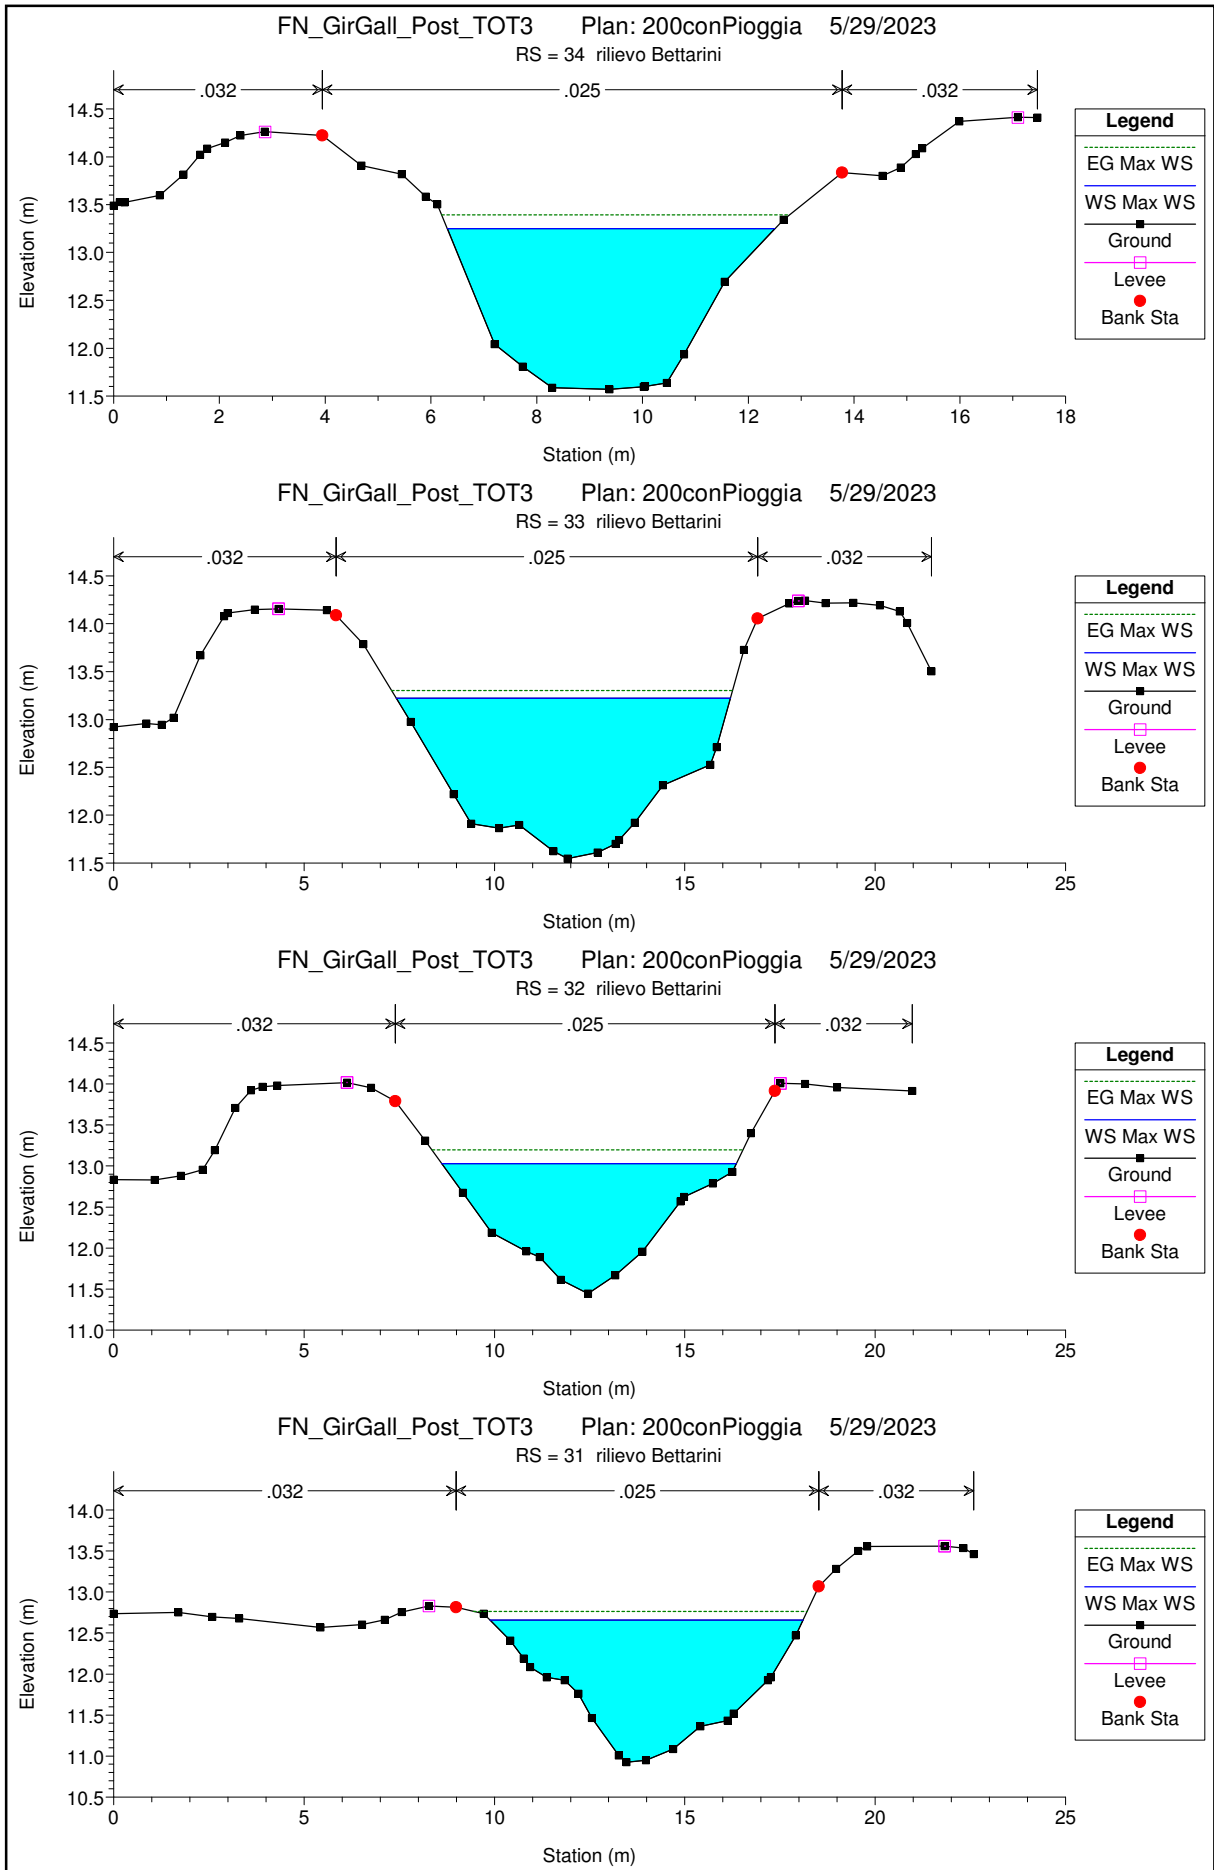 FN_GirGall_Post_TOT3 Plan: 200conPioggia 5/29/2023
RS = 34 rilievo Bettarini
.032 .025 .032
14.5
14.0
13.5
13.0
12.5
12.0
11.5
Elevation (m)
0 2 4 6 8 10 12 14 16 18
Station (m)
Legend
EG Max WS
WS Max WS
Ground
Levee
Bank Sta
FN_GirGall_Post_TOT3 Plan: 200conPioggia 5/29/2023
RS = 33 rilievo Bettarini
.032 .025 .032
14.5
14.0
13.5
13.0
12.5
12.0
11.5
Elevation (m)
0 5 10 15 20 25
Station (m)
Legend
EG Max WS
WS Max WS
Ground
Levee
Bank Sta
FN_GirGall_Post_TOT3 Plan: 200conPioggia 5/29/2023
RS = 32 rilievo Bettarini
.032 .025 .032
14.5
14.0
13.5
13.0
12.5
12.0
11.5
11.0
Elevation (m)
0 5 10 15 20 25
Station (m)
Legend
EG Max WS
WS Max WS
Ground
Levee
Bank Sta
FN_GirGall_Post_TOT3 Plan: 200conPioggia 5/29/2023
RS = 31 rilievo Bettarini
.032 .025 .032
14.0
13.5
13.0
12.5
12.0
11.5
11.0
10.5
Elevation (m)
0 5 10 15 20 25
Station (m)
Legend
EG Max WS
WS Max WS
Ground
Levee
Bank Sta